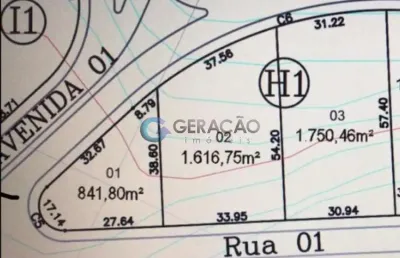 I1
C6
31.22
37.56
H1
AVENIDA 01
8.79
GERAÇÃO
imóveis
03
1.750,46m²
57.40
02
1.616,75m²
38.60
54.20
32.67
01
841,80m²
17.14
C5
27.64
33.95
30.94
Rua 01